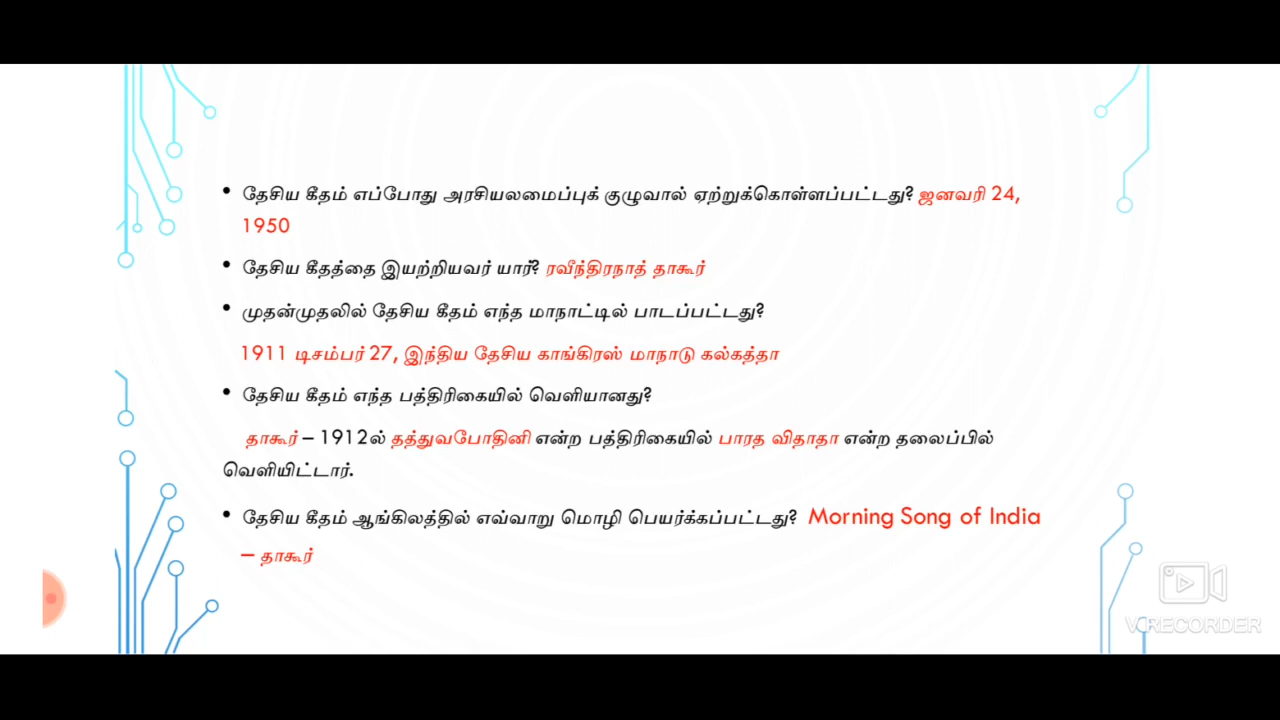 • தேசிய கீதம் எப்போது அரசியலமைப்புக் குழுவால் ஏற்றுக்கொள்ளப்பட்டது? ஜனவரி 24,
1950
• தேசிய கீதத்தை இயற்றியவர் யார்? ரவீந்திரநாத் தாகூர்
• முதன்முதலில் தேசிய கீதம் எந்த மாநாட்டில் பாடப்பட்டது?
1911 டிசம்பர் 27, இந்திய தேசிய காங்கிரஸ் மாநாடு கல்கத்தா
• தேசிய கீதம் எந்த பத்திரிகையில் வெளியானது?
தாகூர் – 1912ல் தத்துவபோதினி என்ற பத்திரிகையில் பாரத விதாதா என்ற தலைப்பில்
வெளியிட்டார்.
• தேசிய கீதம் ஆங்கிலத்தில் எவ்வாறு மொழி பெயர்க்கப்பட்டது? Morning Song of India
– தாகூர்
V RECORDER